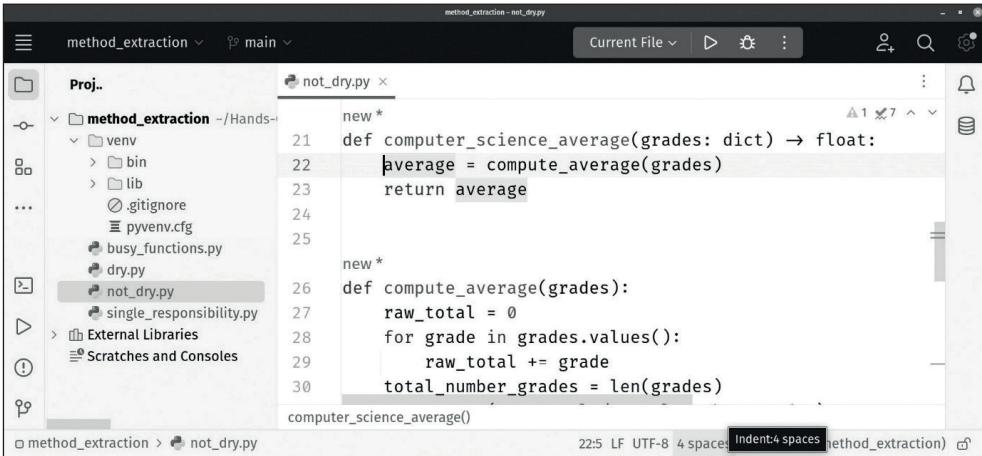 method_extraction – not_dry.py
method_extraction main Current File
Proj.. not_dry.py
method_extraction ~/Hands-
venv
bin
lib
.gitignore
pyvenv.cfg
busy_functions.py
dry.py
not_dry.py
single_responsibility.py
External Libraries
Scratches and Consoles
new * 1 7
21 def computer_science_average(grades: dict) → float:
22 average = compute_average(grades)
23 return average
24
25
new *
26 def compute_average(grades):
27 raw_total = 0
28 for grade in grades.values():
29 raw_total += grade
30 total_number_grades = len(grades)
computer_science_average()
method_extraction > not_dry.py 22:5 LF UTF-8 4 spaces Indent:4 spaces ethod_extraction)